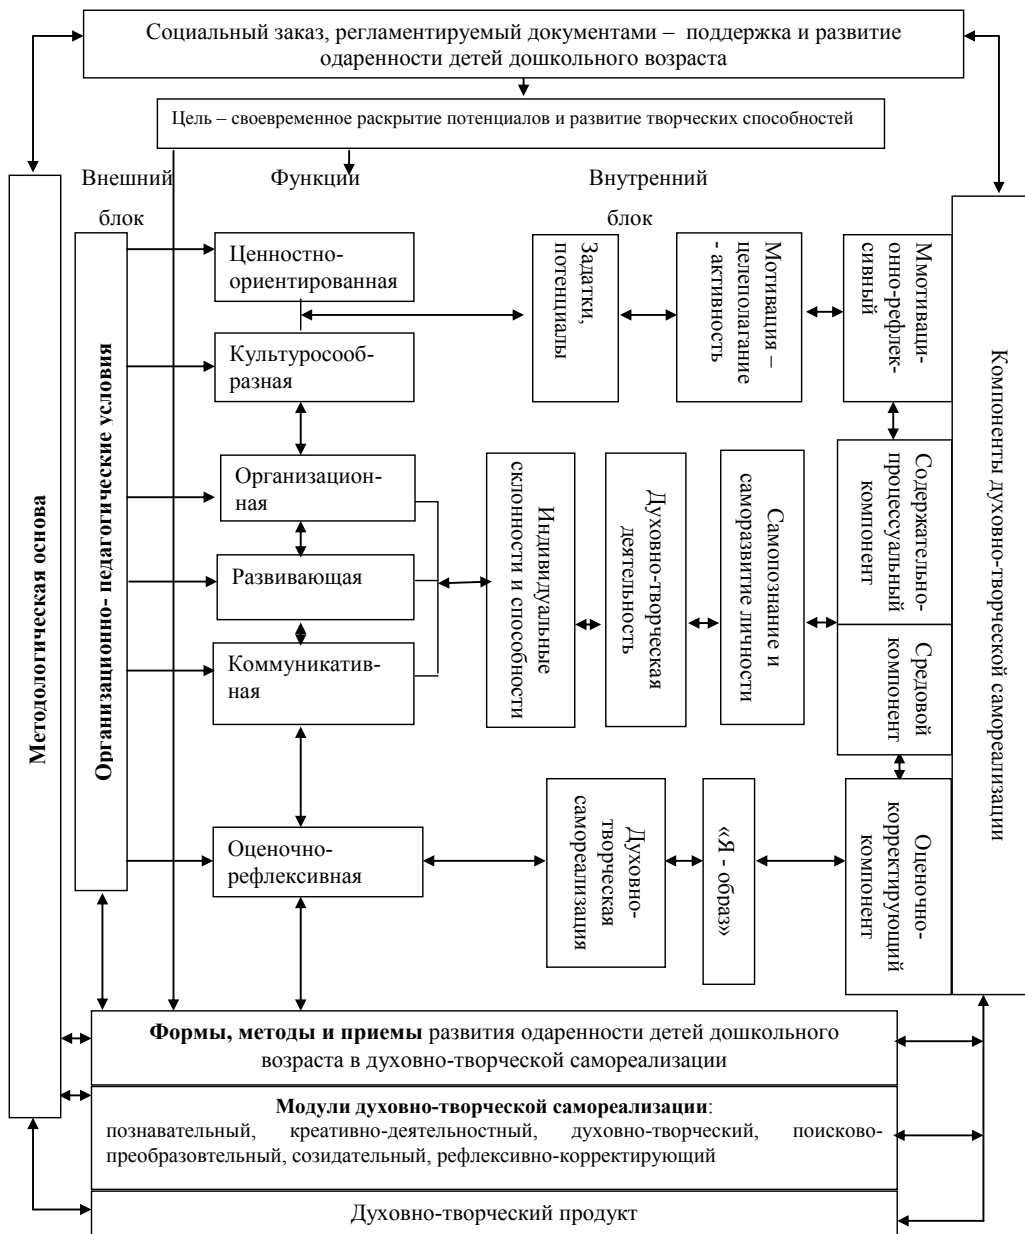 Социальный заказ, регламентируемый документами – поддержка и развитие
одаренности детей дошкольного возраста
Цель – своевременное раскрытие потенциалов и развитие творческих способностей
Внешний
блок
Функции
Внутренний
блок
Методологическая основа
Организационно- педагогические условия
Ценностно-
ориентированная
Задатки,
потенциалы
Мотивация –
целеполагание
- активность
Ммотиваци-
онно-рефлек-
сивный
Культуросооб-
разная
Организацион-
ная
Развивающая
Коммуникатив-
ная
Индивидуальные
склонности и способности
Духовно-творческая
деятельность
Самопознание и
саморазвитие личности
Содержательно-
процессуальный
компонент
Средовой
компонент
Компоненты духовно-творческой самореализации
Оценочно-
рефлексивная
Духовно-
творческая
самореализация
«Я - образ»
Оценочно-
корректирующий
компонент
Формы, методы и приемы развития одаренности детей дошкольного
возраста в духовно-творческой самореализации
Модули духовно-творческой самореализации:
познавательный, креативно-деятельностный, духовно-творческий, поисково-
преобразовтельный, созидательный, рефлексивно-корректирующий
Духовно-творческий продукт